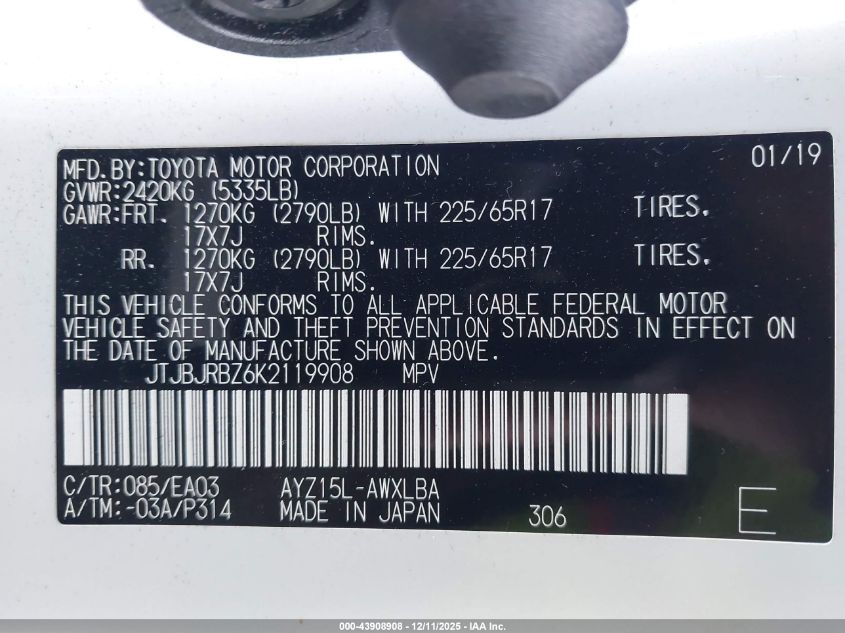 MFD.BY:TOYOTA MOTOR CORPORATION 01/19
GVWR:2420KG (5335LB)
GAWR:FRT. 1270KG (2790LB) WITH 225/65R17 TIRES.
17X7J RIMS.
RR. 1270KG (2790LB) WITH 225/65R17 TIRES.
17X7J RIMS.
THIS VEHICLE CONFORMS TO ALL APPLICABLE FEDERAL MOTOR
VEHICLE SAFETY AND THEFT PREVENTION STANDARDS IN EFFECT ON
THE DATE OF MANUFACTURE SHOWN ABOVE.
JTJBJRBZ6K2119908 MPV
C/TR:085/EA03 AYZ15L-AWXLBA
A/TM:-03A/P314 MADE IN JAPAN 306 E
000-43908908 - 12/11/2025 - IAA Inc.